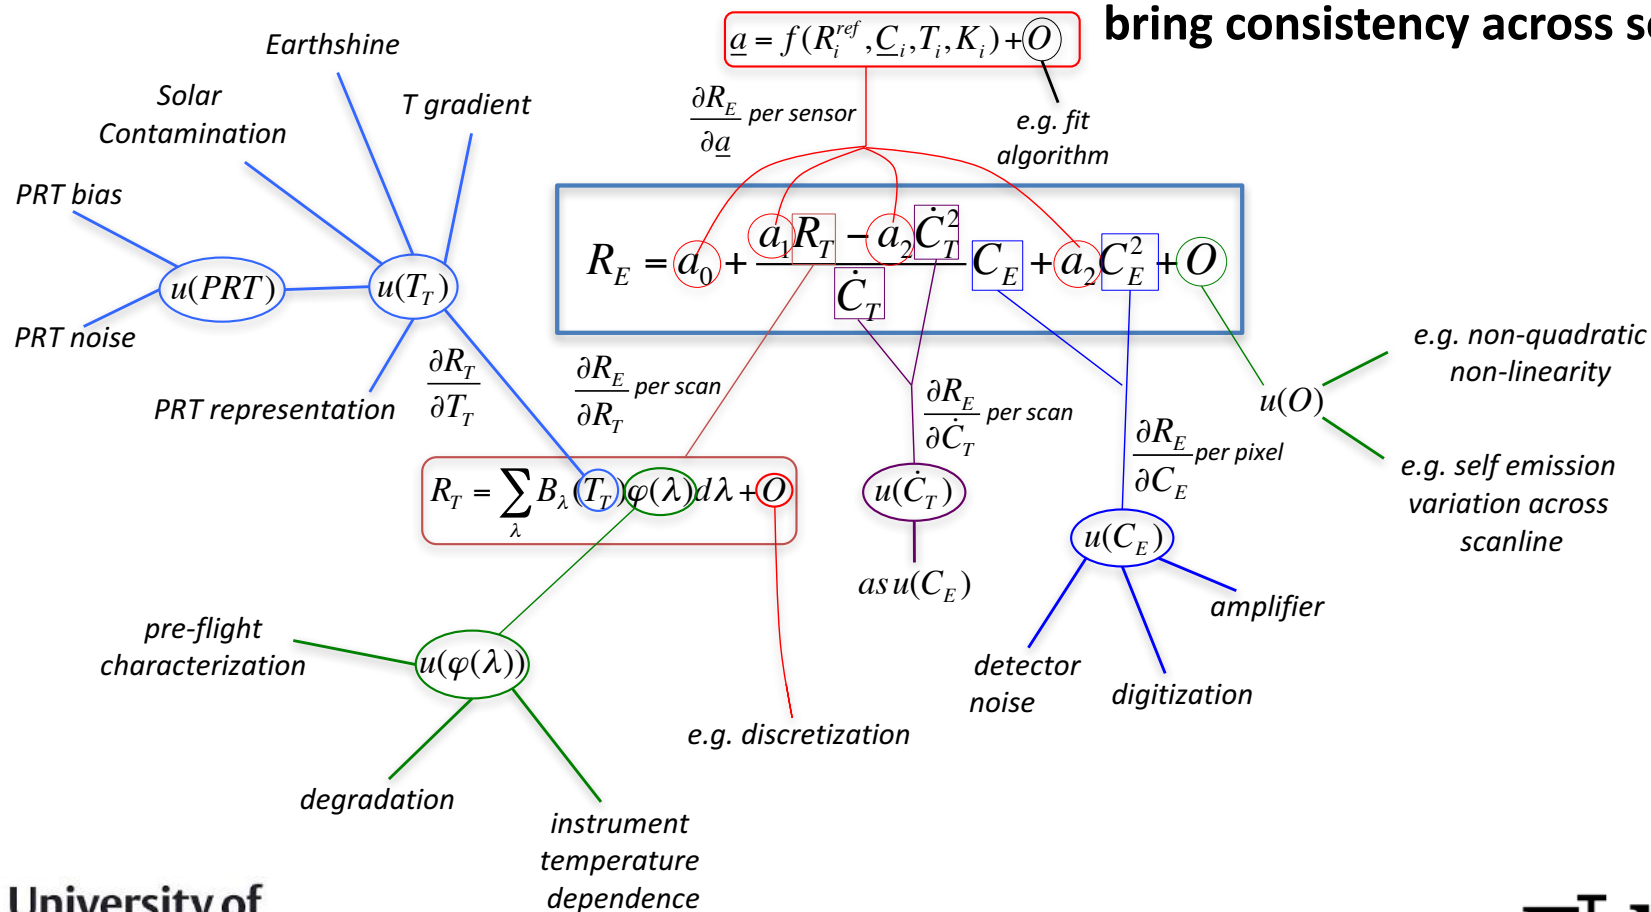 bring consistency across se
a = f(R_i^{ref}, C_i, T_i, K_i) + O
Earthshine
Solar
Contamination
T gradient
∂R_E/∂a per sensor
e.g. fit
algorithm
PRT bias
R_E = a_0 + (a_1 R_T − a_2 Ċ_T^2)/Ċ_T C_E + a_2 C_E^2 + O
u(PRT)
u(T_T)
PRT noise
PRT representation
∂R_T/∂T_T
∂R_E/∂R_T per scan
∂R_E/∂Ċ_T per scan
∂R_E/∂C_E per pixel
u(O)
e.g. non-quadratic
non-linearity
e.g. self emission
variation across
scanline
R_T = ∑_λ B_λ(T_T)φ(λ)dλ + O
u(Ċ_T)
as u(C_E)
u(C_E)
detector
noise
digitization
amplifier
pre-flight
characterization
u(φ(λ))
degradation
instrument
temperature
dependence
e.g. discretization
University of